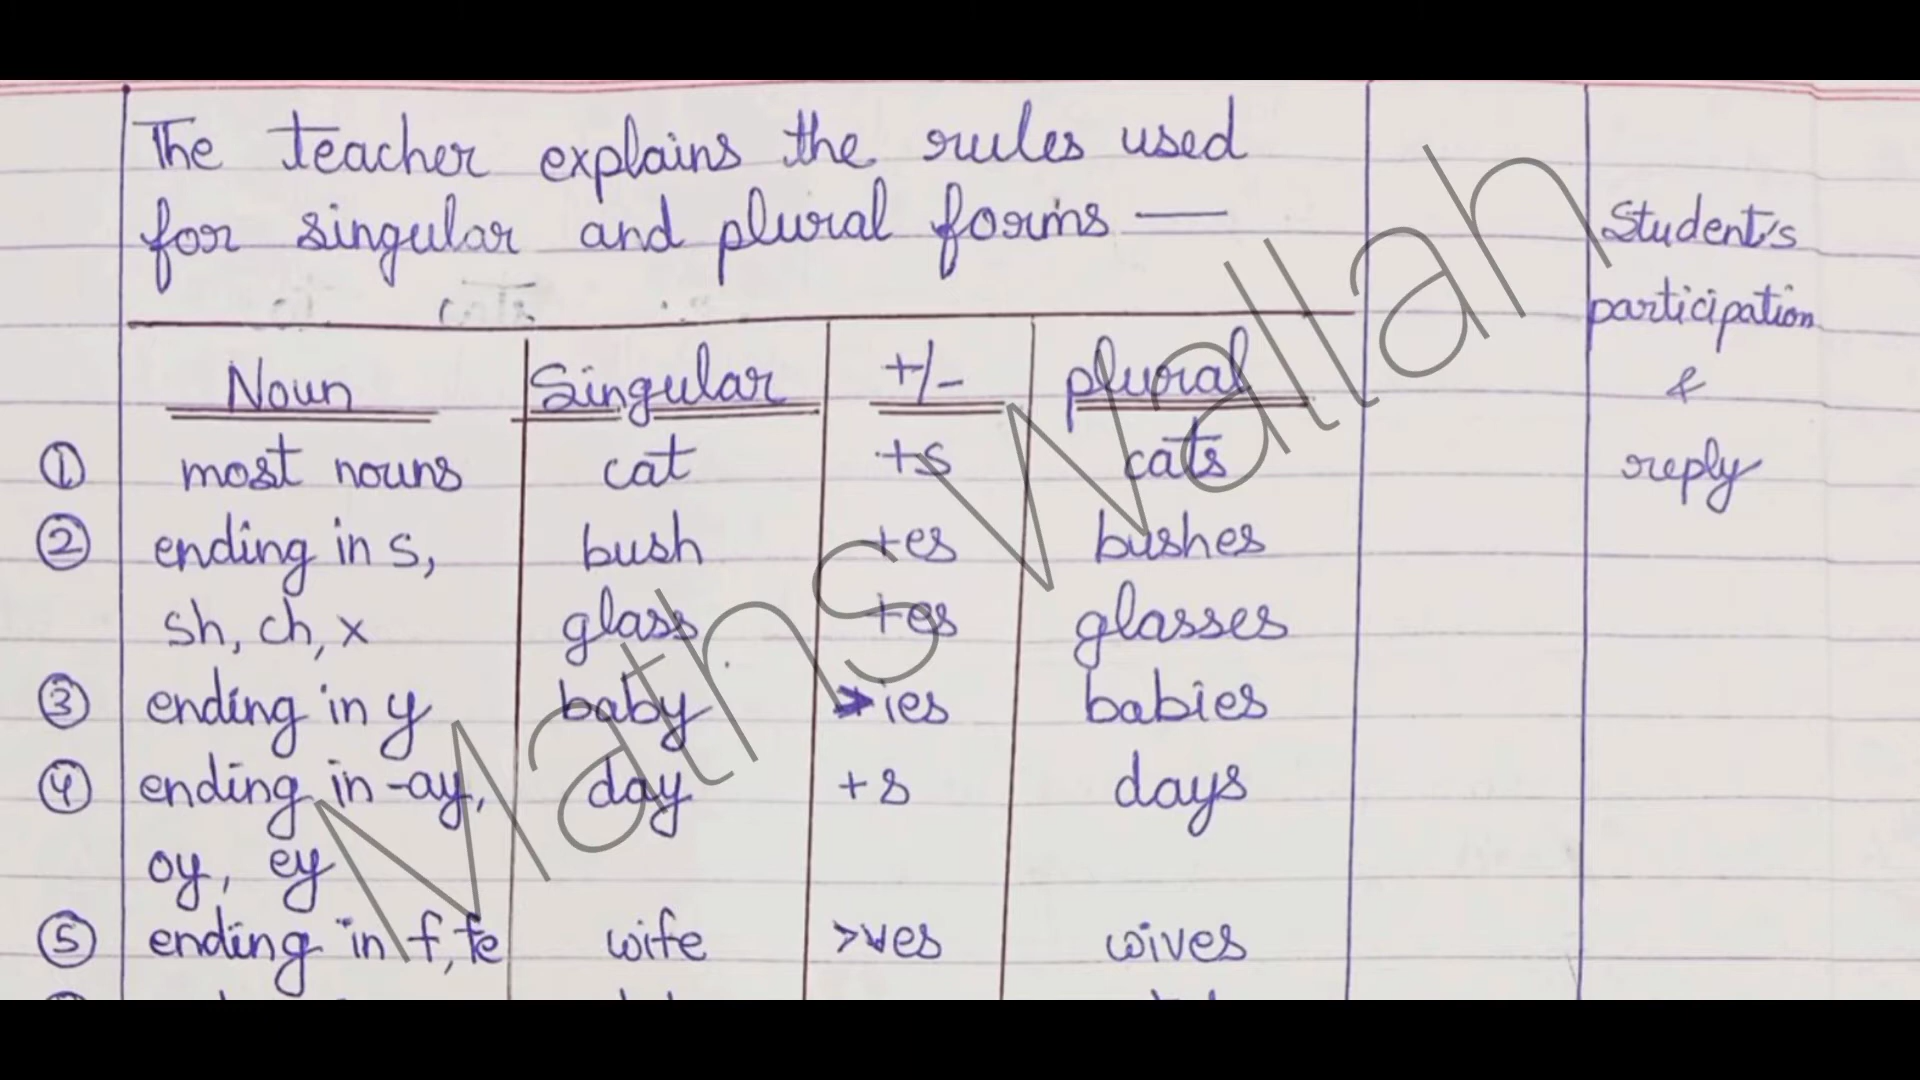 The teacher explains the rules used
for singular and plural forms —
Student's
participation
&
reply
Noun Singular +/- plural
① most nouns cat +s cats
② ending in s, bush +es bushes
sh, ch, x glass +es glasses
③ ending in y baby >ies babies
④ ending in -ay, day +s days
oy, ey
⑤ ending in f, fe wife >ves wives
Maths Wallah